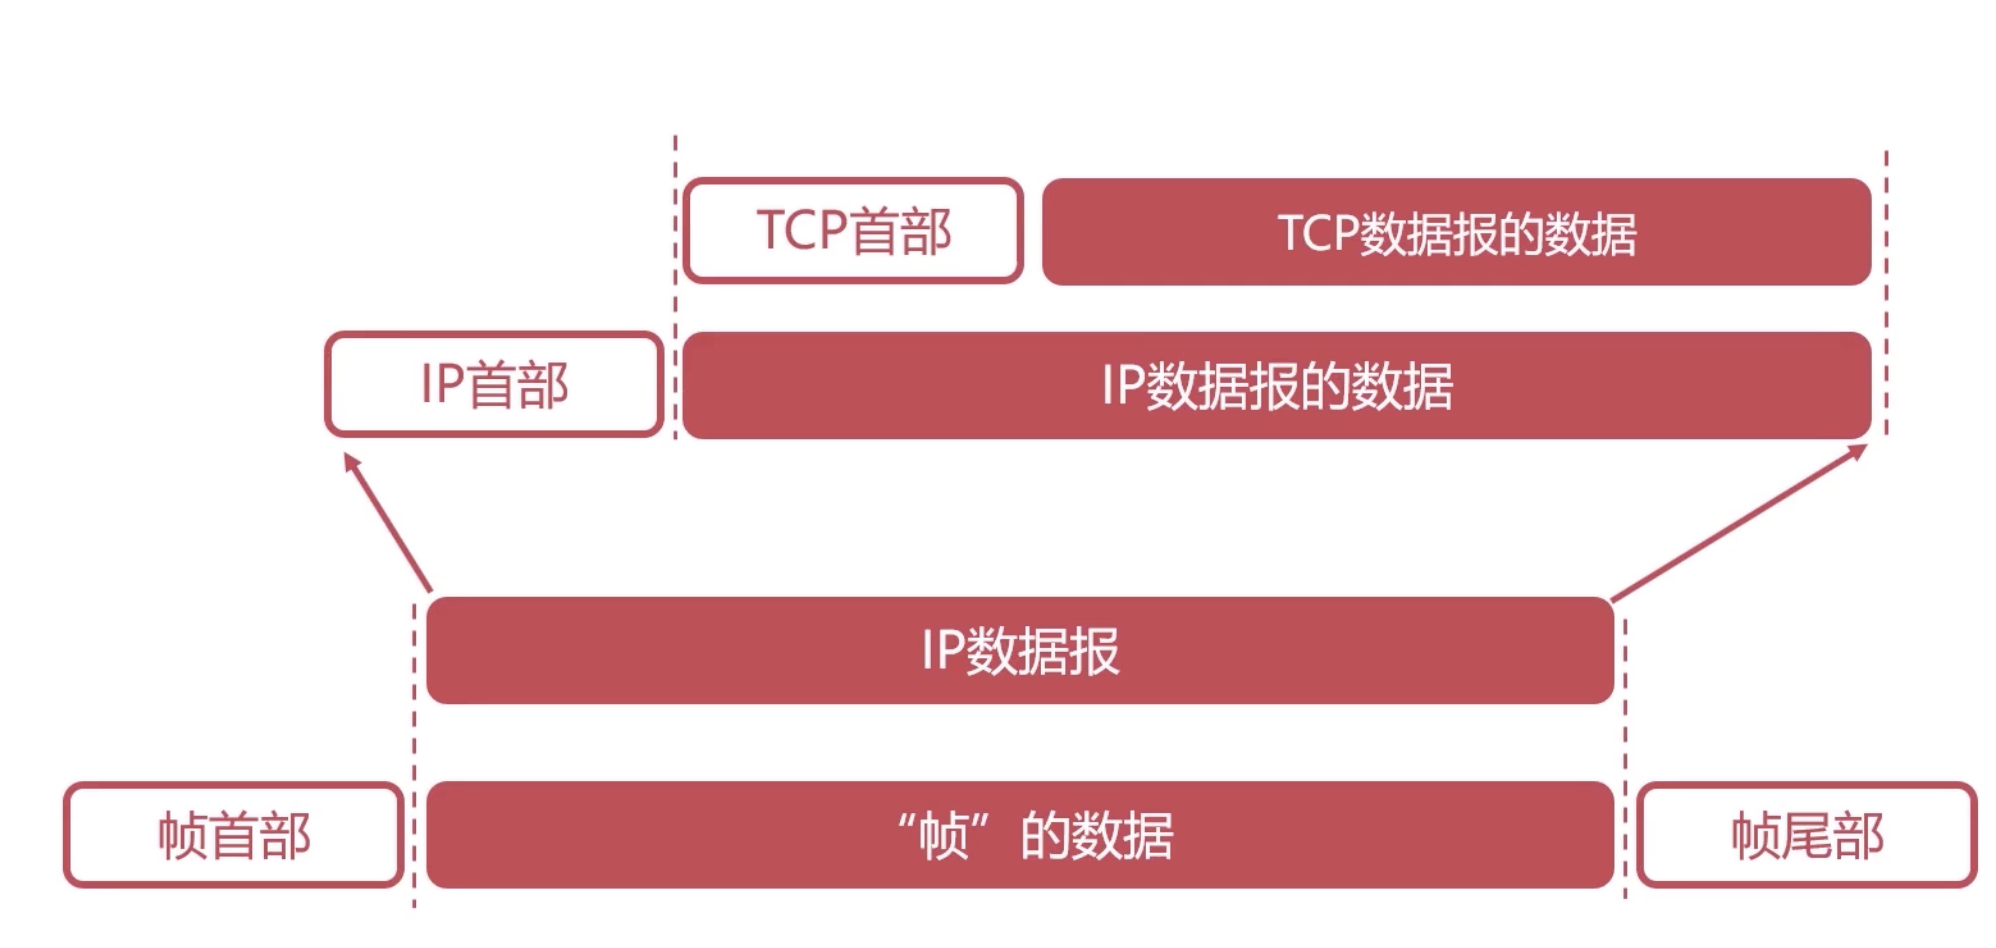 TCP首部
TCP数据报的数据
IP首部
IP数据报的数据
IP数据报
帧首部
“帧”的数据
帧尾部